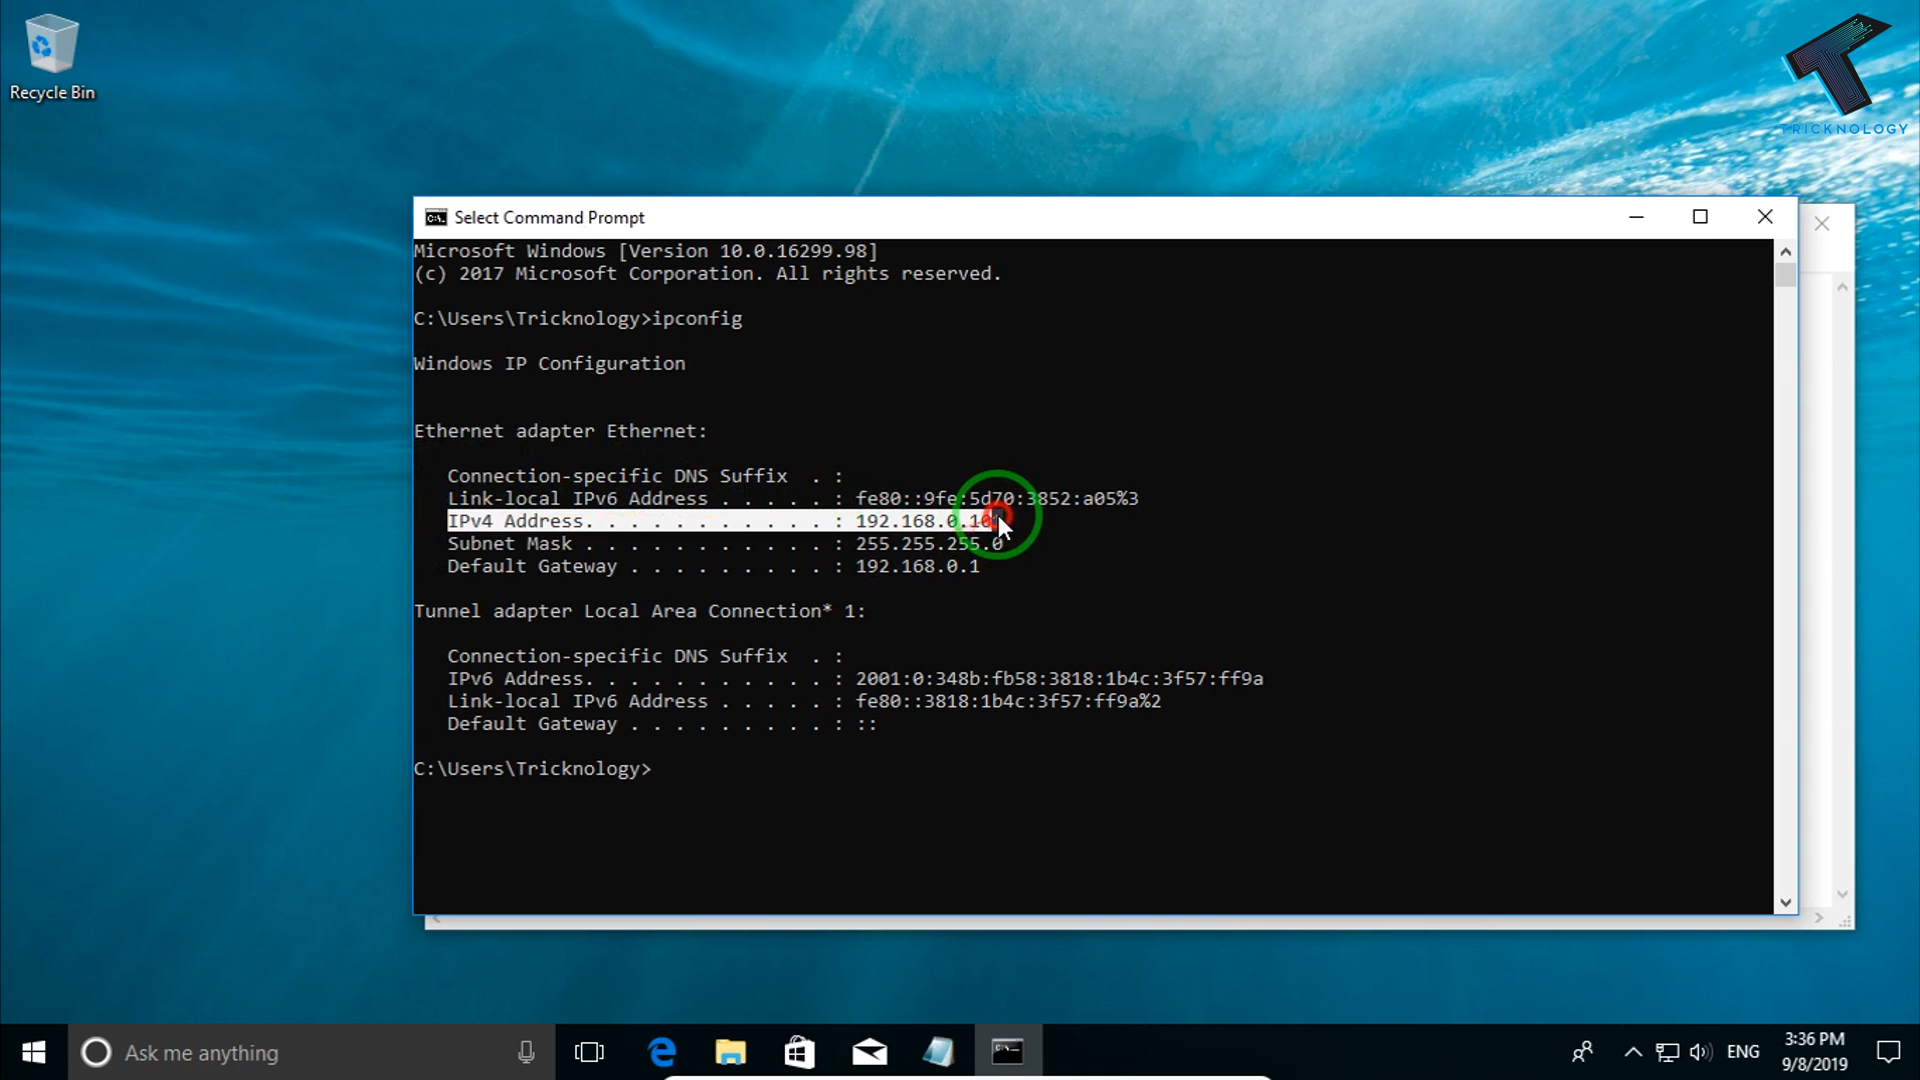 Recycle Bin
TRICKNOLOGY
Select Command Prompt
Microsoft Windows [Version 10.0.16299.98]
(c) 2017 Microsoft Corporation. All rights reserved.
C:\Users\Tricknology>ipconfig
Windows IP Configuration
Ethernet adapter Ethernet:
Connection-specific DNS Suffix  . :
Link-local IPv6 Address . . . . . : fe80::9fe:5d70:3852:a05%3
IPv4 Address. . . . . . . . . . . :
Subnet Mask . . . . . . . . . . . : 255.255.255.0
Default Gateway . . . . . . . . . : 192.168.0.1
Tunnel adapter Local Area Connection* 1:
Connection-specific DNS Suffix  . :
IPv6 Address. . . . . . . . . . . : 2001:0:348b:fb58:3818:1b4c:3f57:ff9a
Link-local IPv6 Address . . . . . : fe80::3818:1b4c:3f57:ff9a%2
Default Gateway . . . . . . . . . : ::
C:\Users\Tricknology>
Ask me anything
ENG
3:36 PM
9/8/2019